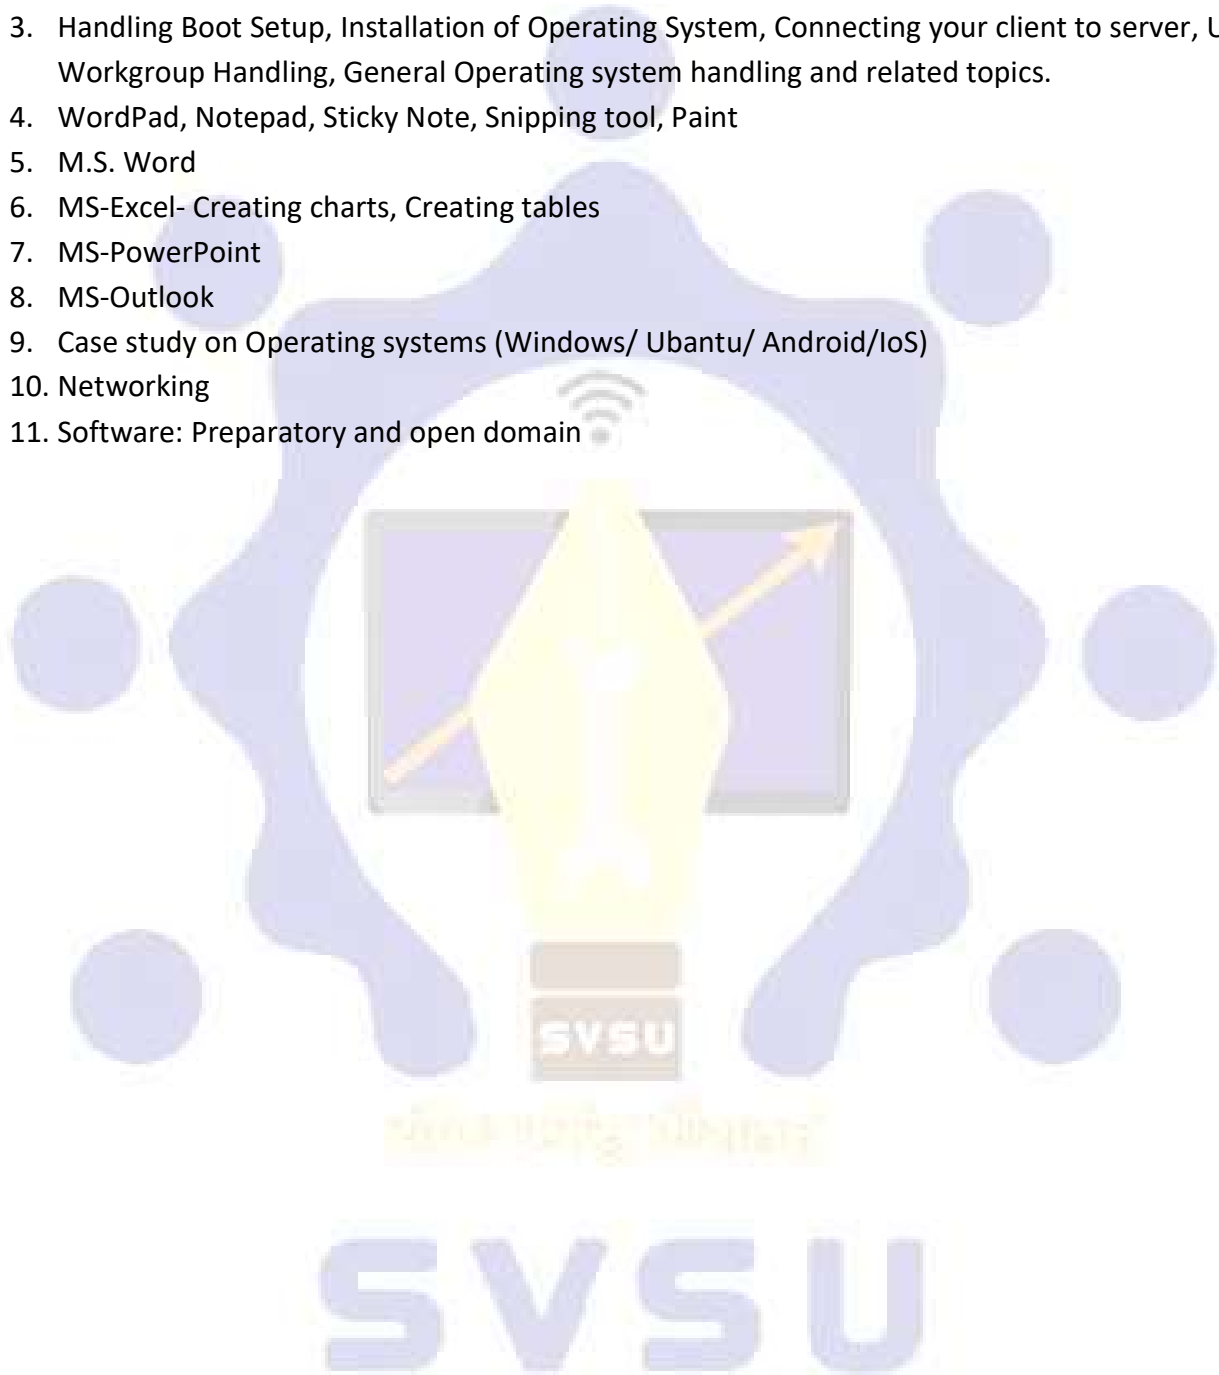 3. Handling Boot Setup, Installation of Operating System, Connecting your client to server,
Workgroup Handling, General Operating system handling and related topics.
4. WordPad, Notepad, Sticky Note, Snipping tool, Paint
5. M.S. Word
6. MS-Excel- Creating charts, Creating tables
7. MS-PowerPoint
8. MS-Outlook
9. Case study on Operating systems (Windows/ Ubantu/ Android/IoS)
10. Networking
11. Software: Preparatory and open domain
SVSU
SVSU